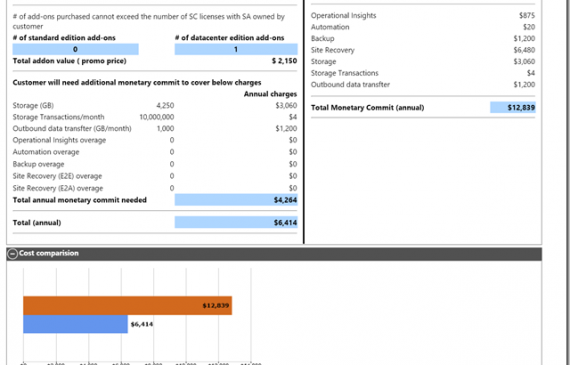 # of add-ons purchased cannot exceed the number of SC licenses with SA owned by
customer
# of standard edition add-ons # of datacenter edition add-ons
0 1
Total addon value ( promo price) $ 2,150
Customer will need additional monetary commit to cover below charges
Annual charges
Storage (GB) 4,250 $3,060
Storage Transactions/month 10,000,000 $4
Outbound data transfter (GB/month) 1,000 $1,200
Operational Insights overage 0 $0
Automation overage 0 $0
Backup overage 0 $0
Site Recovery (E2E) overage 0 $0
Site Recovery (E2A) overage 0 $0
Total annual monetary commit needed $4,264
Total (annual) $6,414
Operational Insights $875
Automation $20
Backup $1,200
Site Recovery $6,480
Storage $3,060
Storage Transactions $4
Outbound data transfter $1,200
Total Monetary Commit (annual) $12,839
Cost comparision
$12,839
$6,414